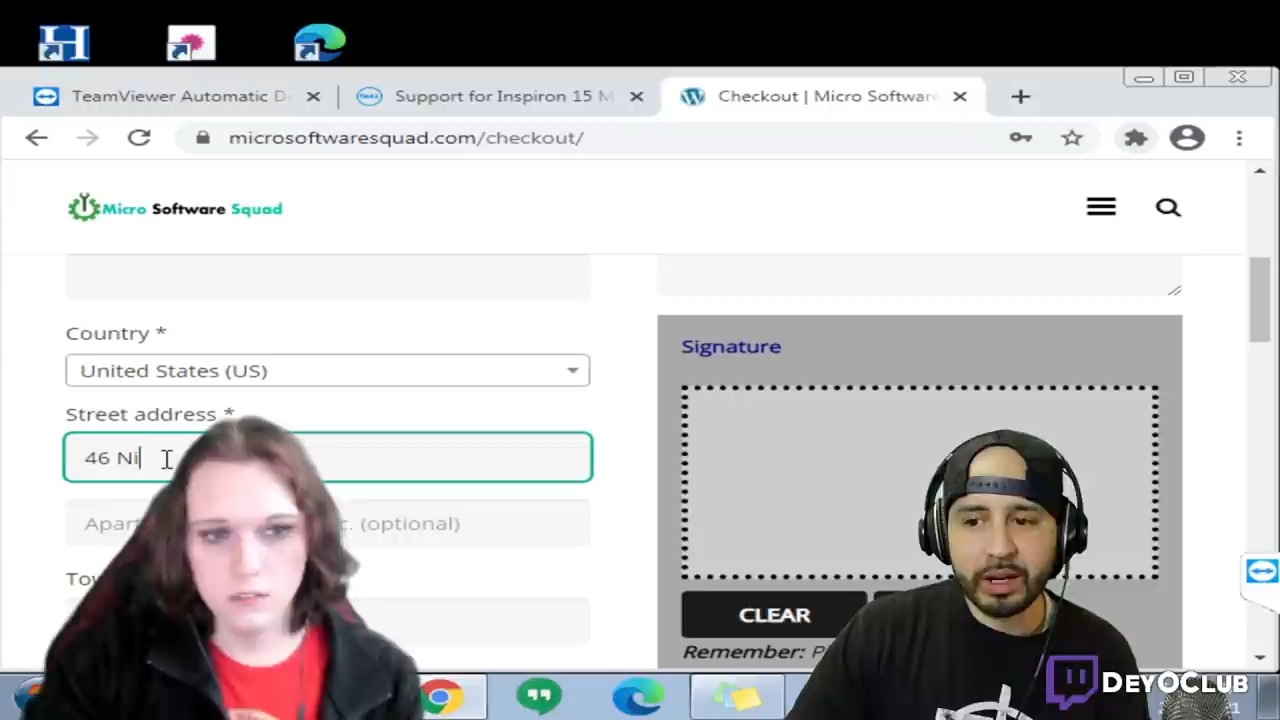 TeamViewer Automatic D
Support for Inspiron 15 M
Checkout | Micro Software
microsoftwaresquad.com/checkout/
Micro Software Squad
Country *
United States (US)
Street address *
46 Ni
(optional)
Signature
CLEAR
Remember:
DEYOCLUB